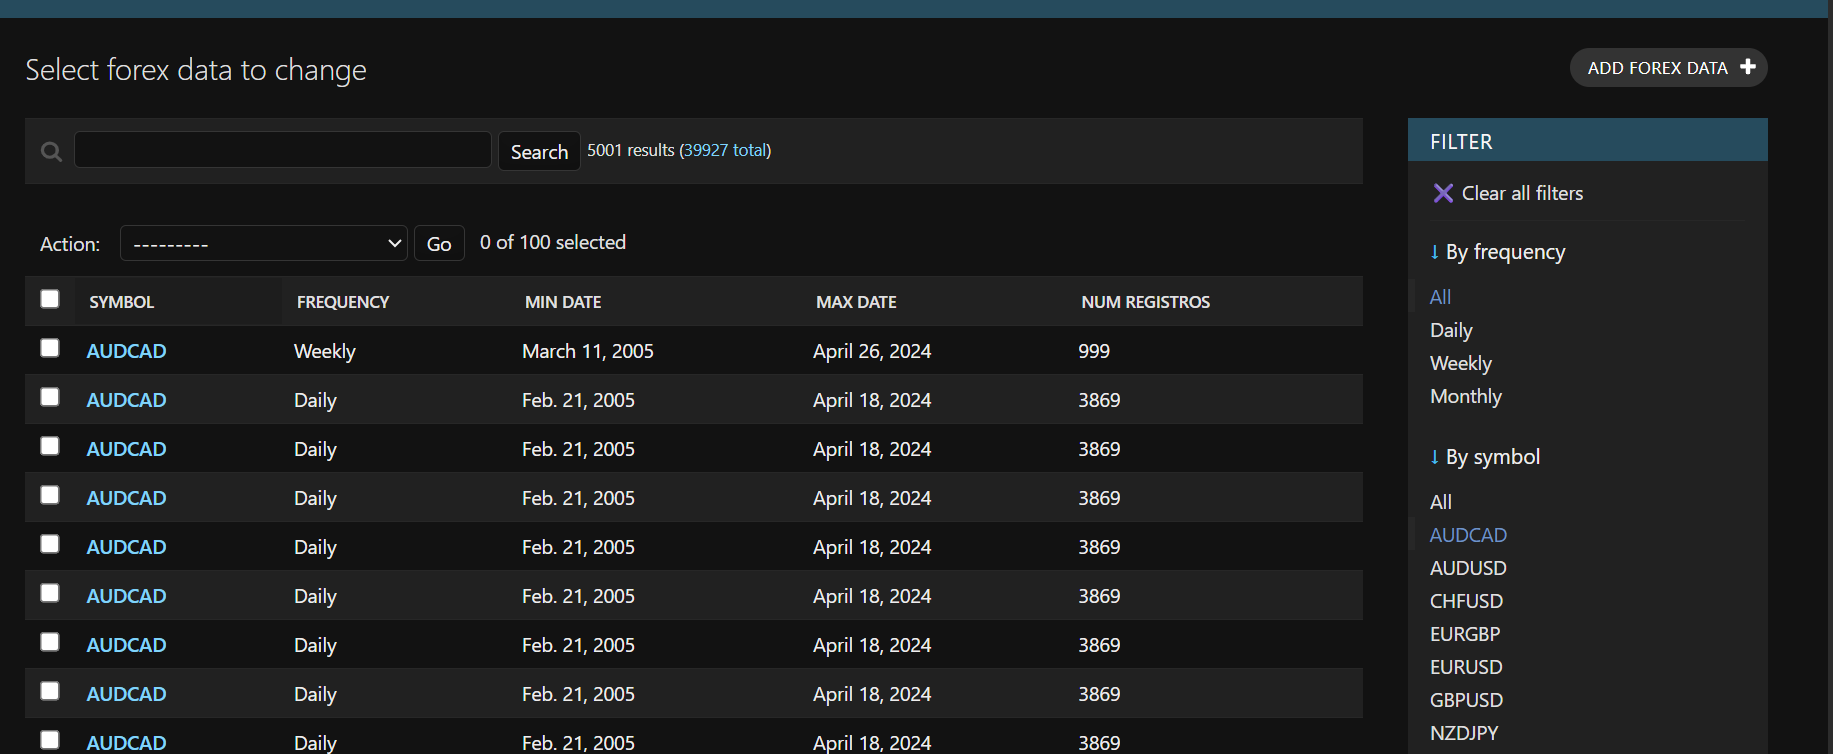 Select forex data to change
ADD FOREX DATA
Search 5001 results (39927 total)
Action: --------- Go 0 of 100 selected
SYMBOL FREQUENCY MIN DATE MAX DATE NUM REGISTROS
AUDCAD Weekly March 11, 2005 April 26, 2024 999
AUDCAD Daily Feb. 21, 2005 April 18, 2024 3869
AUDCAD Daily Feb. 21, 2005 April 18, 2024 3869
AUDCAD Daily Feb. 21, 2005 April 18, 2024 3869
AUDCAD Daily Feb. 21, 2005 April 18, 2024 3869
AUDCAD Daily Feb. 21, 2005 April 18, 2024 3869
AUDCAD Daily Feb. 21, 2005 April 18, 2024 3869
AUDCAD Daily Feb. 21, 2005 April 18, 2024 3869
AUDCAD Daily Feb. 21, 2005 April 18, 2024 3869
FILTER
Clear all filters
↓ By frequency
All
Daily
Weekly
Monthly
↓ By symbol
All
AUDCAD
AUDUSD
CHFUSD
EURGBP
EURUSD
GBPUSD
NZDJPY